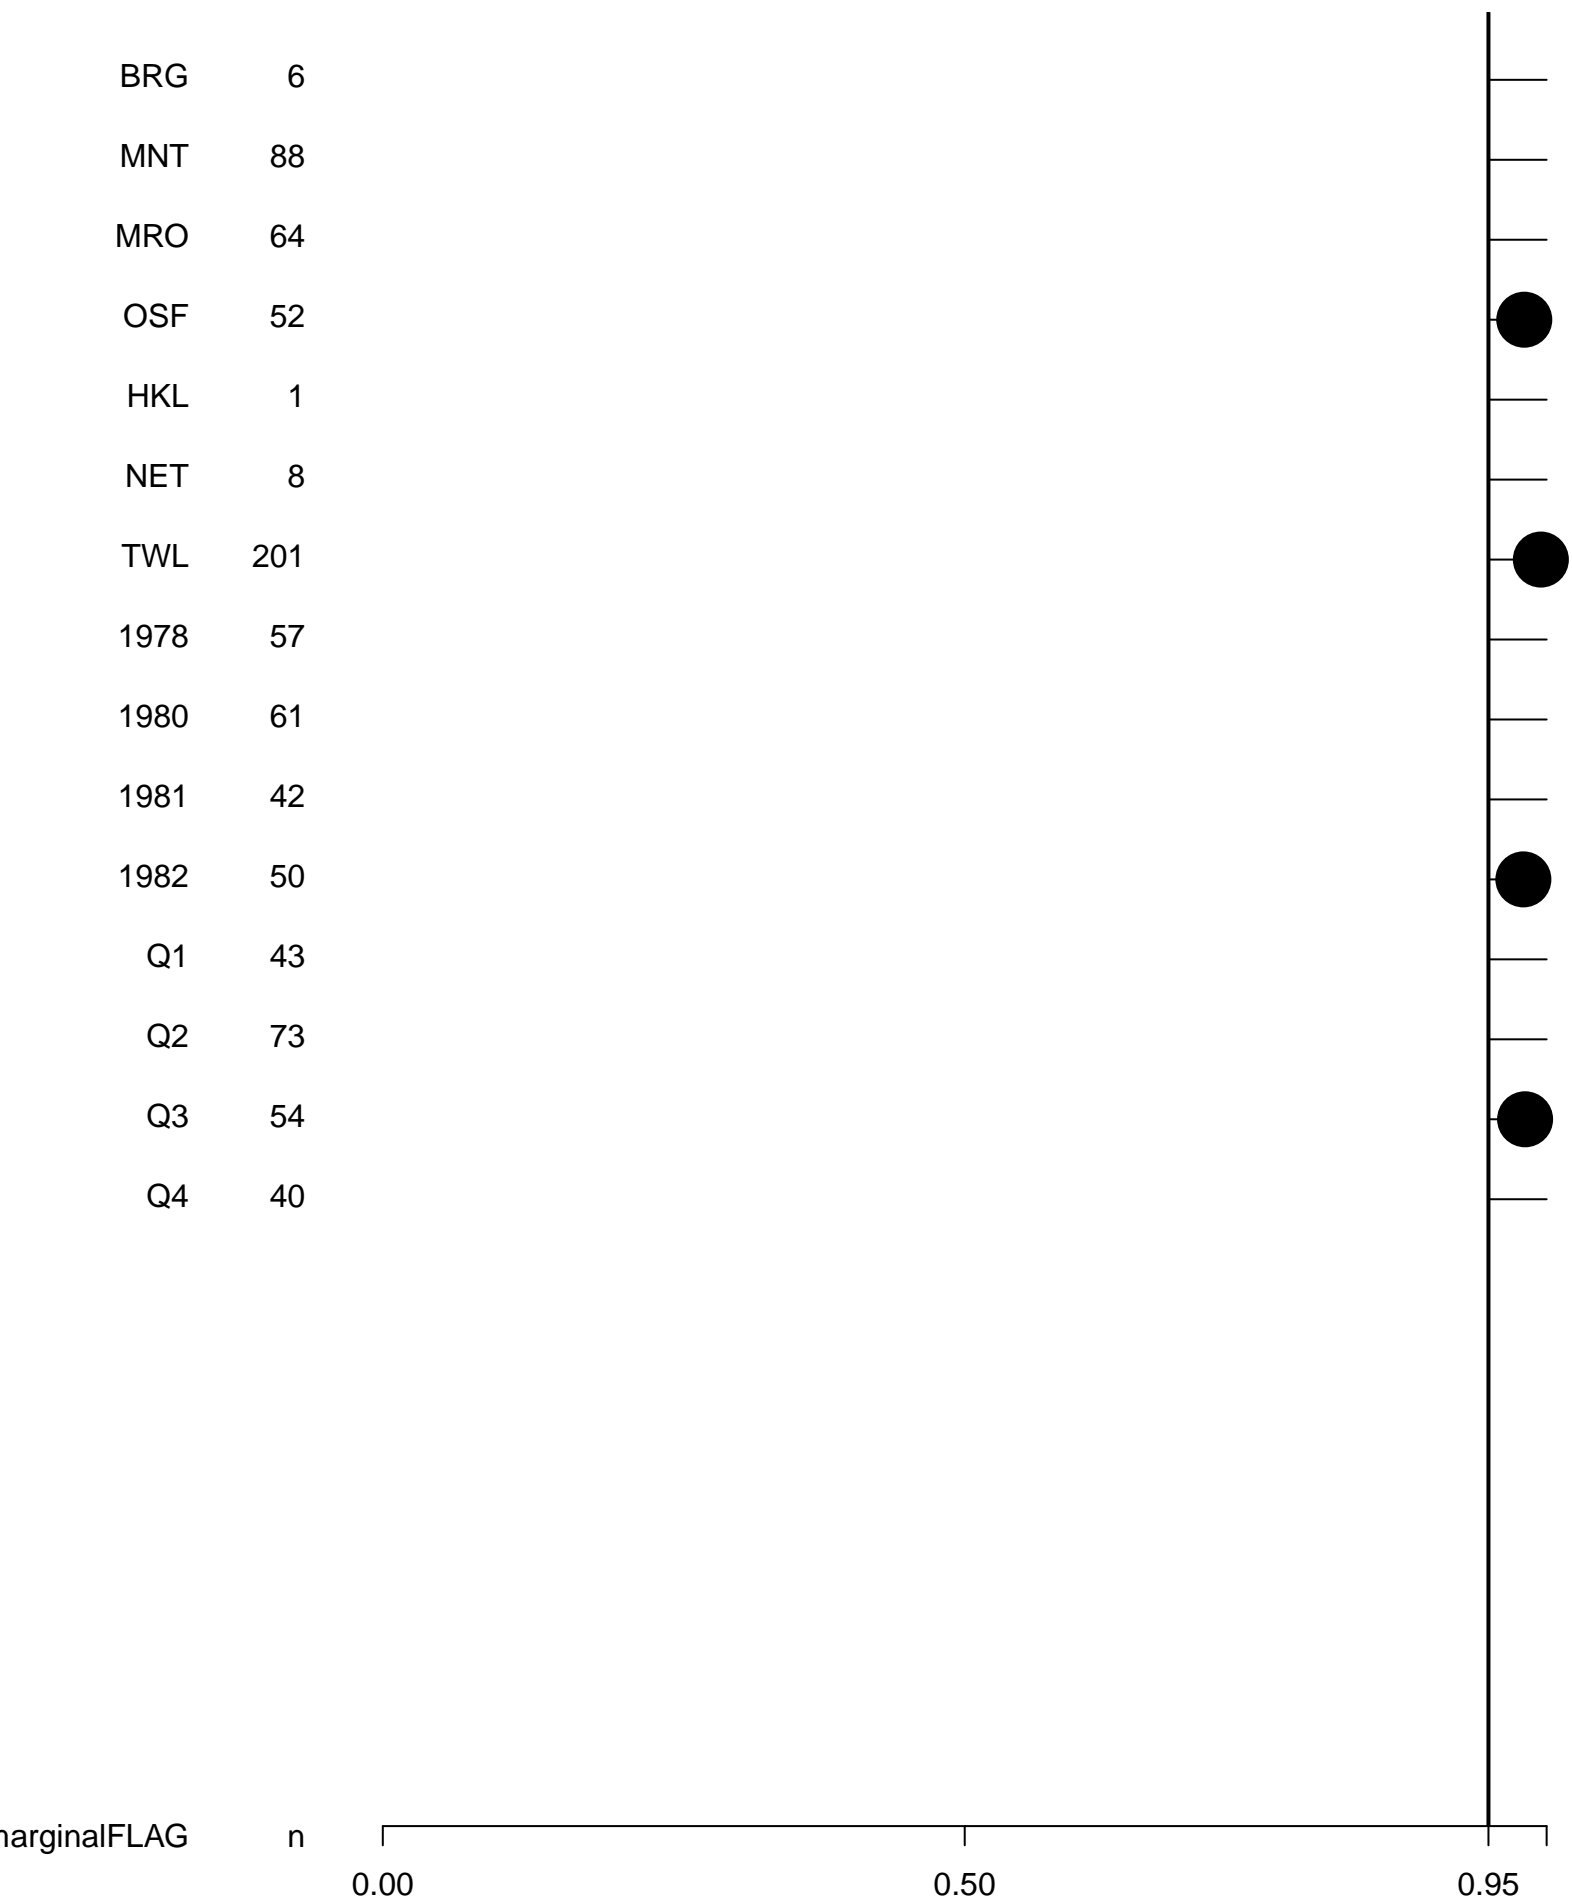 BRG 6
MNT 88
MRO 64
OSF 52
HKL 1
NET 8
TWL 201
1978 57
1980 61
1981 42
1982 50
Q1 43
Q2 73
Q3 54
Q4 40
arginalFLAG n
0.00 0.50 0.95